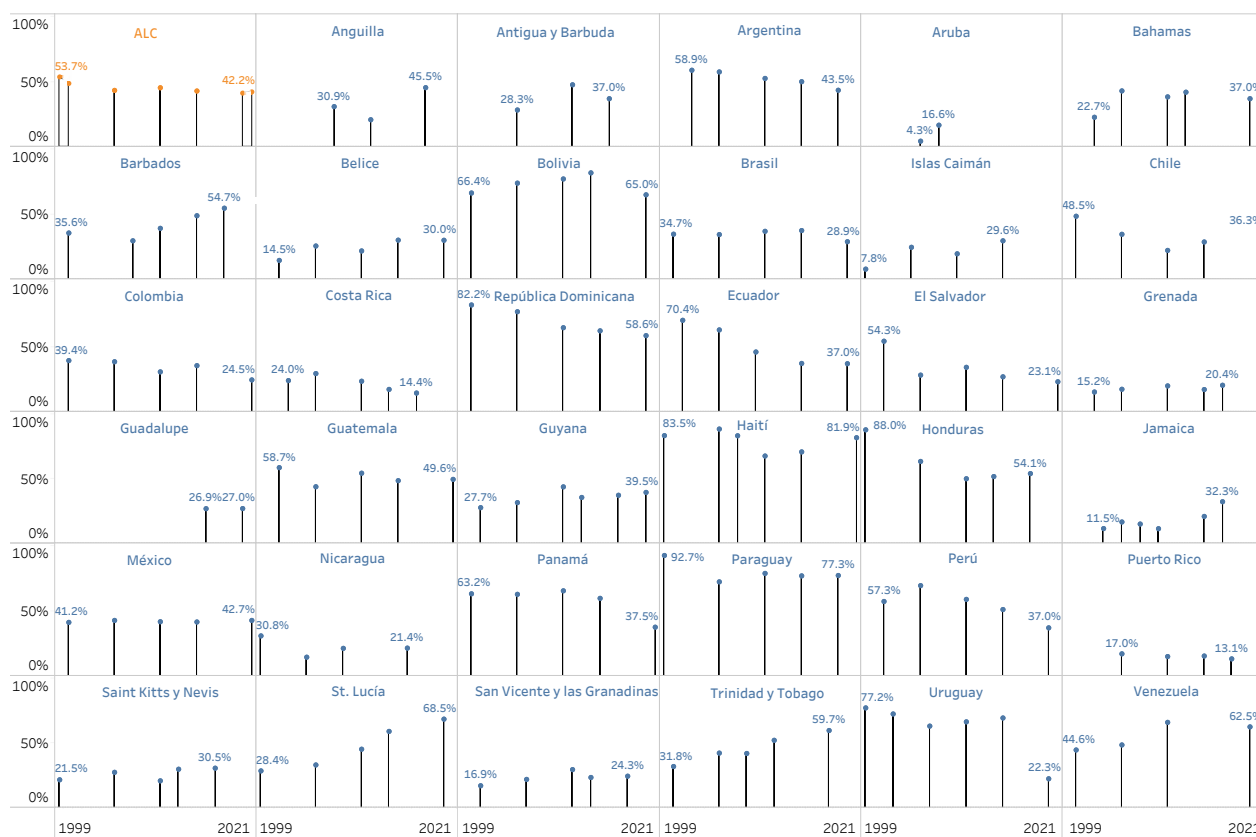 100%
ALC
Anguilla
Antigua y Barbuda
Argentina
Aruba
Bahamas
53.7%
42.2%
30.9%
45.5%
28.3%
37.0%
58.9%
43.5%
4.3%
16.6%
22.7%
37.0%
50%
0%
100%
Barbados
Belice
Bolivia
Brasil
Islas Caimán
Chile
35.6%
54.7%
14.5%
30.0%
66.4%
65.0%
34.7%
28.9%
7.8%
29.6%
48.5%
36.3%
50%
0%
100%
Colombia
Costa Rica
República Dominicana
Ecuador
El Salvador
Grenada
39.4%
24.5%
24.0%
14.4%
82.2%
58.6%
70.4%
37.0%
54.3%
23.1%
15.2%
20.4%
50%
0%
100%
Guadalupe
Guatemala
Guyana
Haití
Honduras
Jamaica
26.9%
27.0%
58.7%
49.6%
27.7%
39.5%
83.5%
81.9%
88.0%
54.1%
11.5%
32.3%
50%
0%
100%
México
Nicaragua
Panamá
Paraguay
Perú
Puerto Rico
41.2%
42.7%
30.8%
21.4%
63.2%
37.5%
92.7%
77.3%
57.3%
37.0%
17.0%
13.1%
50%
0%
100%
Saint Kitts y Nevis
St. Lucía
San Vicente y las Granadinas
Trinidad y Tobago
Uruguay
Venezuela
21.5%
30.5%
28.4%
68.5%
16.9%
24.3%
31.8%
59.7%
77.2%
22.3%
44.6%
62.5%
50%
0%
1999
2021
1999
2021
1999
2021
1999
2021
1999
2021
1999
2021